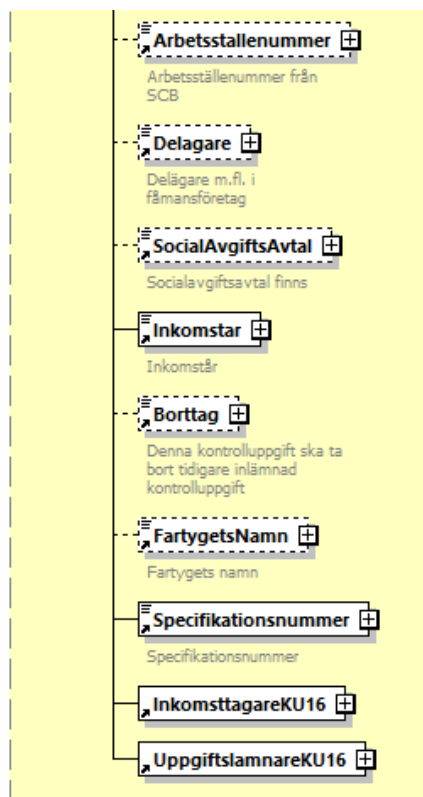 Arbetsstallenummer
Arbetsställenummer från
SCB
Delagare
Delägare m.fl. i
fåmansföretag
SocialAvgiftsAvtal
Socialavgiftsavtal finns
Inkomstar
Inkomstår
Borttag
Denna kontrolluppgift ska ta
bort tidigare inlämnad
kontrolluppgift
FartygetsNamn
Fartygets namn
Specifikationsnummer
Specifikationsnummer
InkomsttagareKU16
UppgiftslamnareKU16